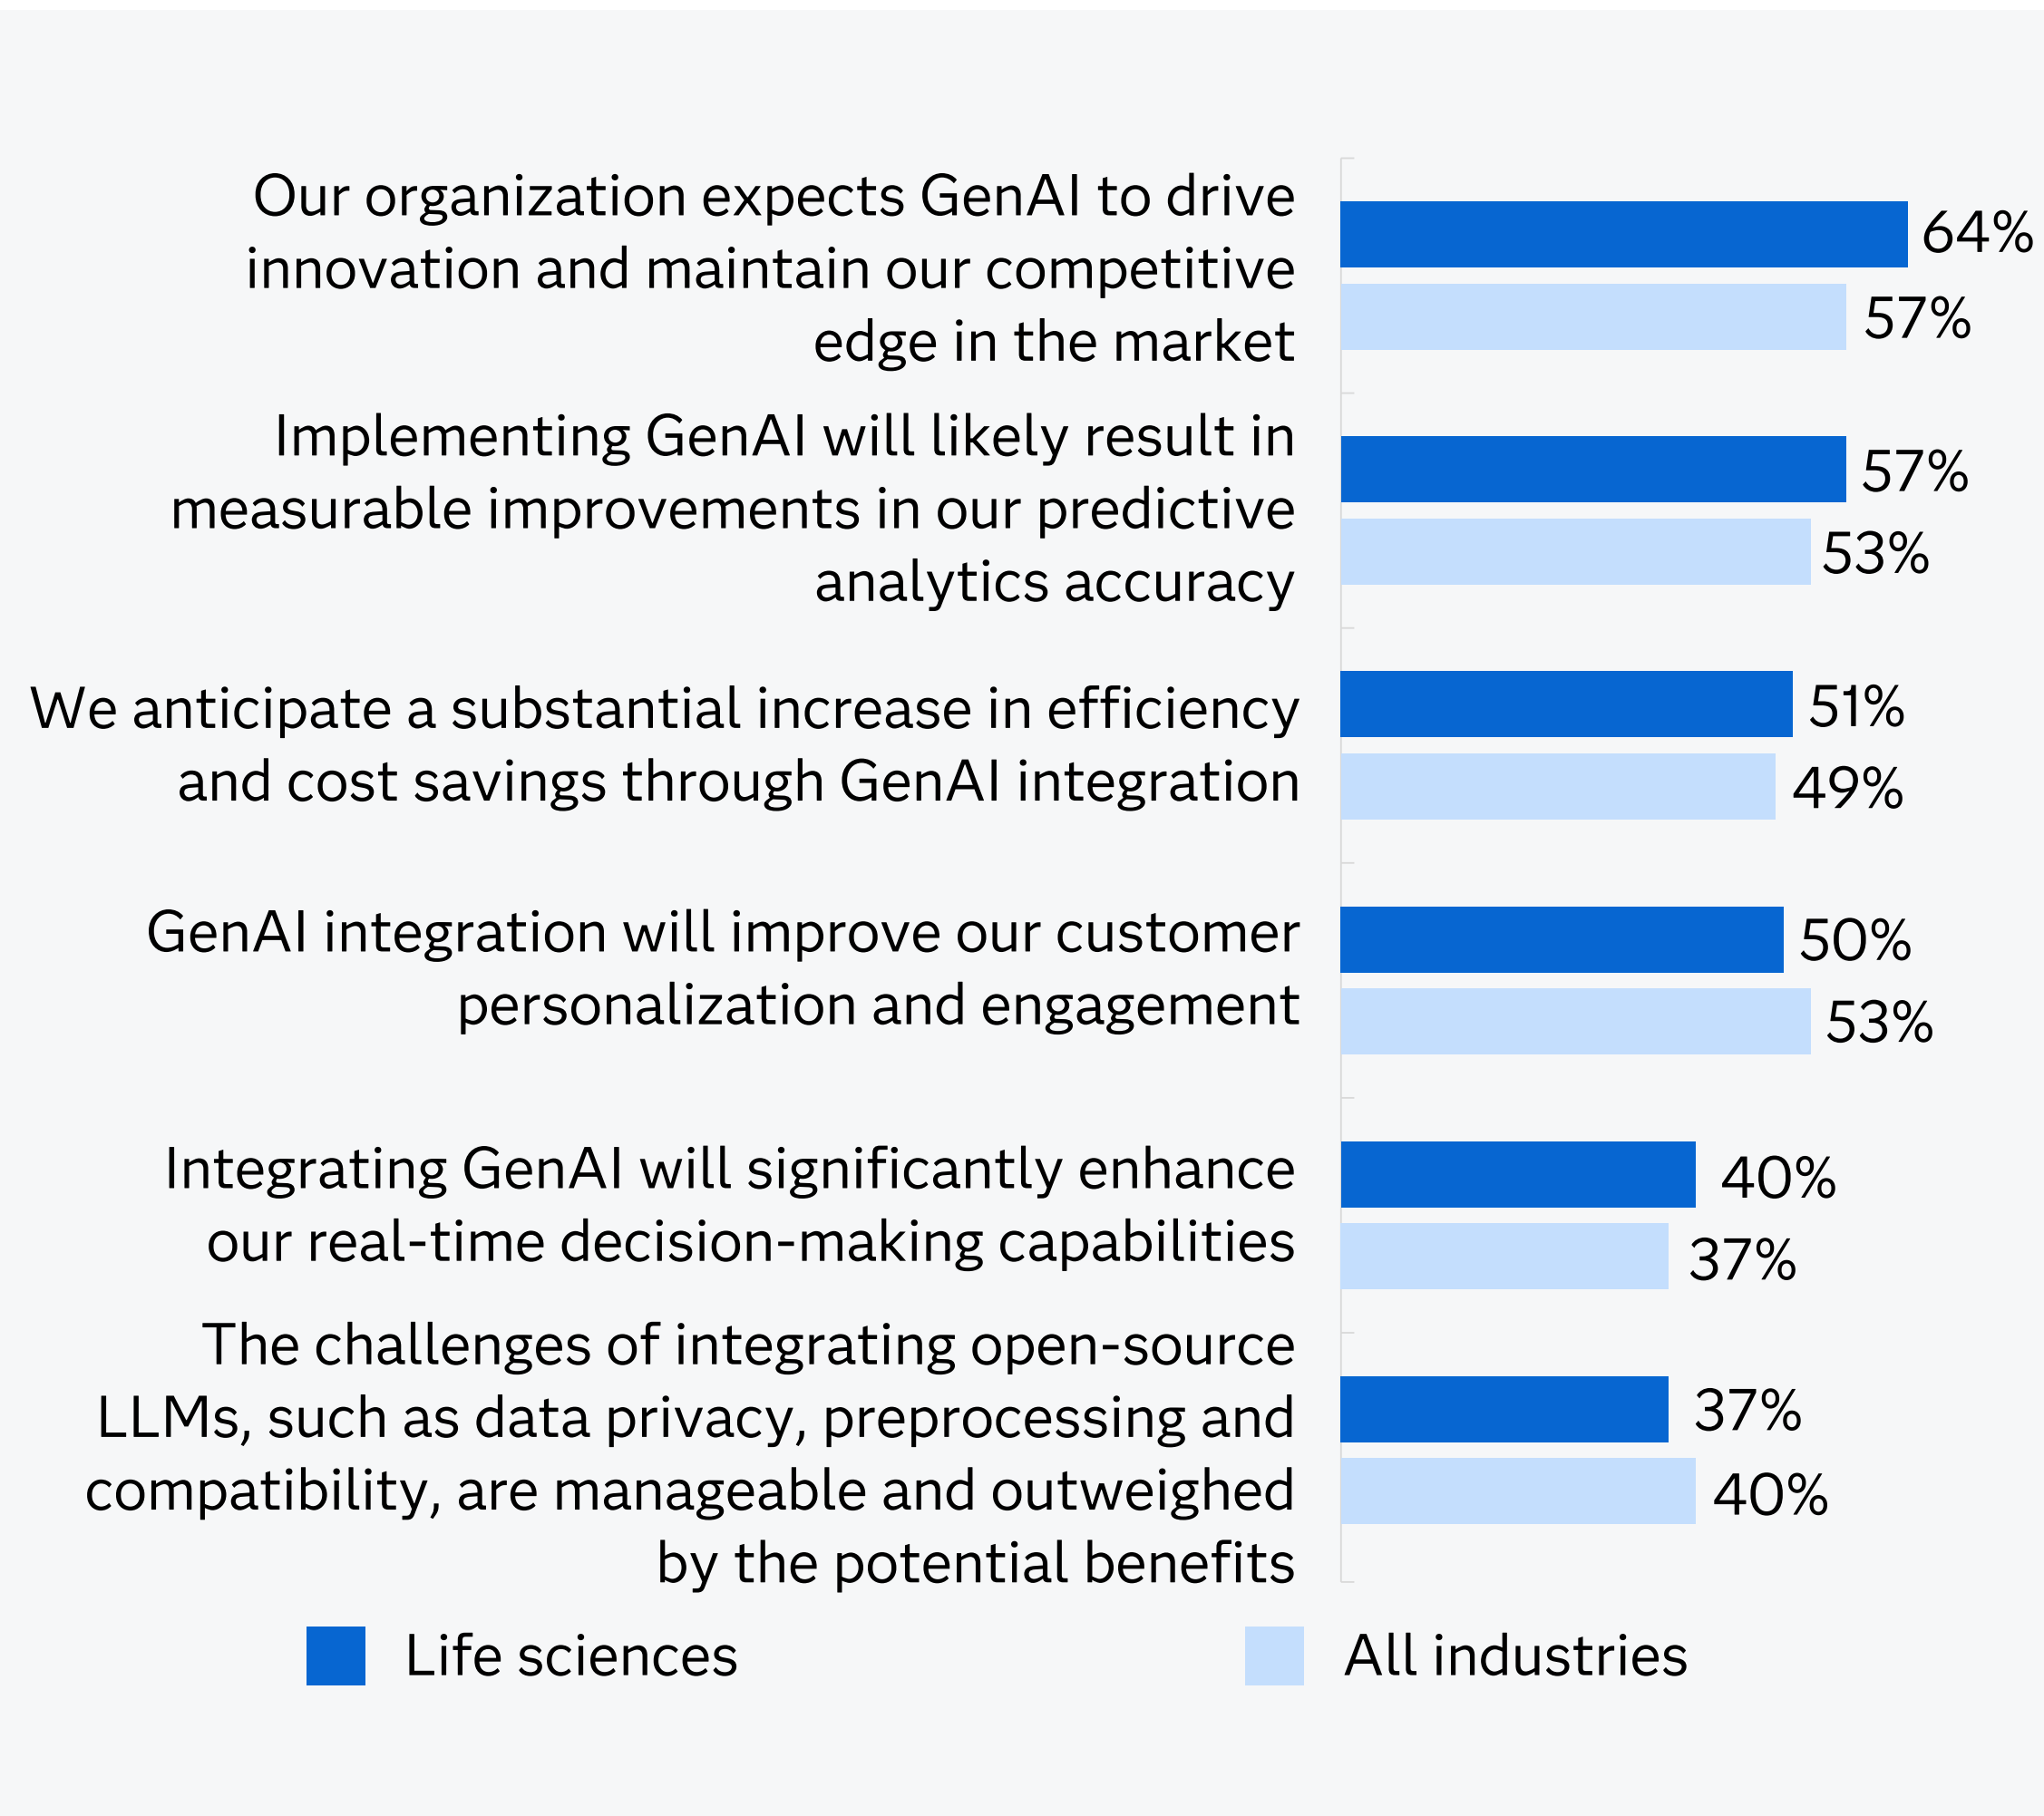 Our organization expects GenAI to drive
innovation and maintain our competitive
edge in the market
64%
57%
Implementing GenAI will likely result in
measurable improvements in our predictive
analytics accuracy
57%
53%
We anticipate a substantial increase in efficiency
and cost savings through GenAI integration
51%
49%
GenAI integration will improve our customer
personalization and engagement
50%
53%
Integrating GenAI will significantly enhance
our real-time decision-making capabilities
40%
37%
The challenges of integrating open-source
LLMs, such as data privacy, preprocessing and
compatibility, are manageable and outweighed
by the potential benefits
37%
40%
Life sciences
All industries